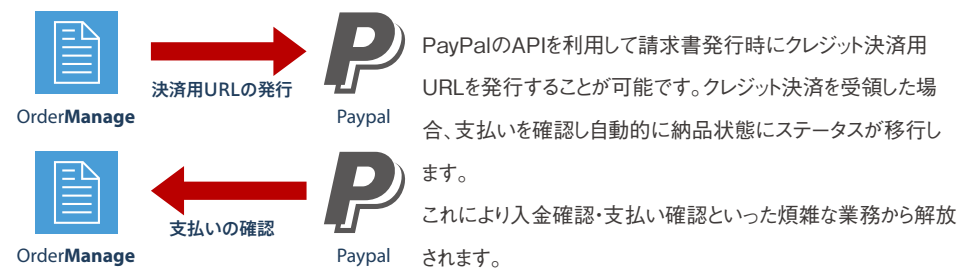 決済用URLの発行
OrderManage
Paypal
支払いの確認
OrderManage
Paypal
PayPalのAPIを利用して請求書発行時にクレジット決済用
URLを発行することが可能です。クレジット決済を受領した場
合、支払いを確認し自動的に納品状態にステータスが移行し
ます。
これにより入金確認・支払い確認といった煩雑な業務から解放
されます。